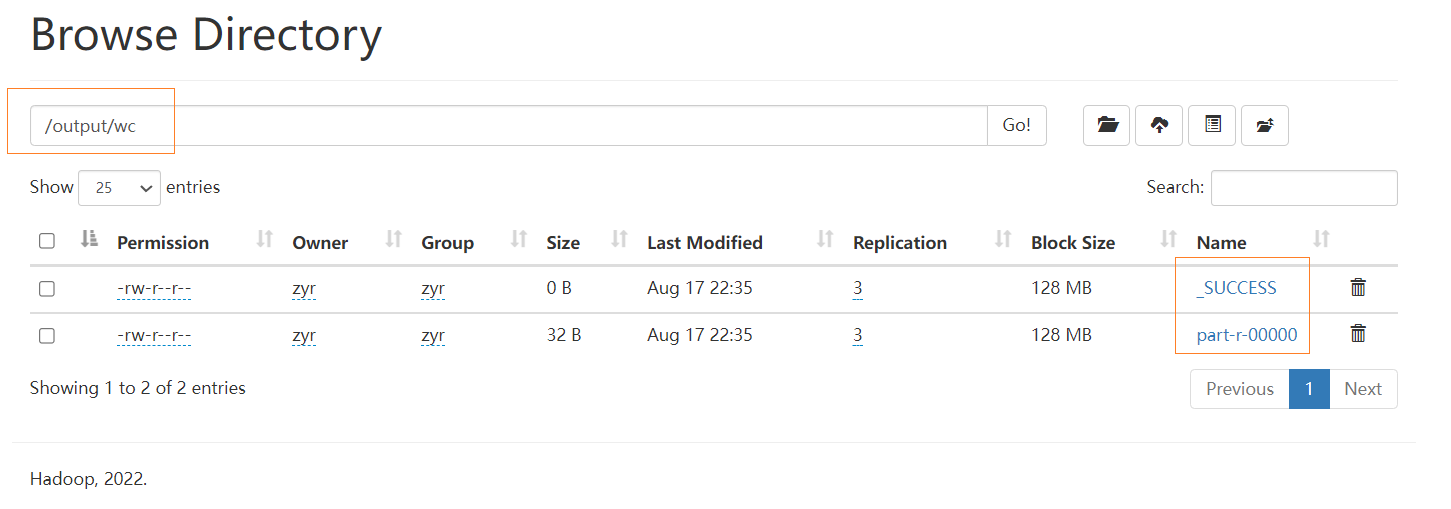 Browse Directory
/output/wc Go!
Show 25 entries Search:
Permission Owner Group Size Last Modified Replication Block Size Name
-rw-r--r-- zyr zyr 0 B Aug 17 22:35 3 128 MB _SUCCESS
-rw-r--r-- zyr zyr 32 B Aug 17 22:35 3 128 MB part-r-00000
Showing 1 to 2 of 2 entries Previous 1 Next
Hadoop, 2022.